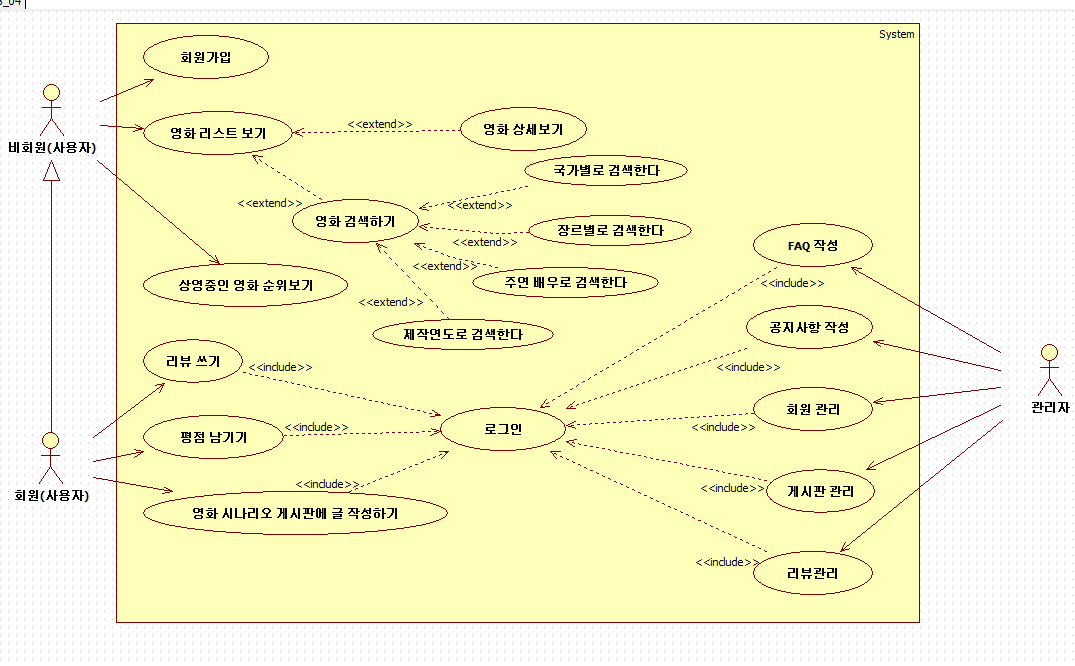 System
회원가입
비회원(사용자)
영화 리스트 보기
<<extend>>
영화 상세보기
국가별로 검색한다
<<extend>>
<<extend>>
영화 검색하기
장르별로 검색한다
<<extend>>
FAQ 작성
<<extend>>
주연 배우로 검색한다
<<include>>
상영중인 영화 순위보기
<<extend>>
제작연도로 검색한다
공지사항 작성
리뷰 쓰기
<<include>>
<<include>>
관리자
회원 관리
평점 남기기
<<include>>
로그인
<<include>>
회원(사용자)
<<include>>
<<include>>
게시판 관리
영화 시나리오 게시판에 글 작성하기
<<include>>
리뷰관리